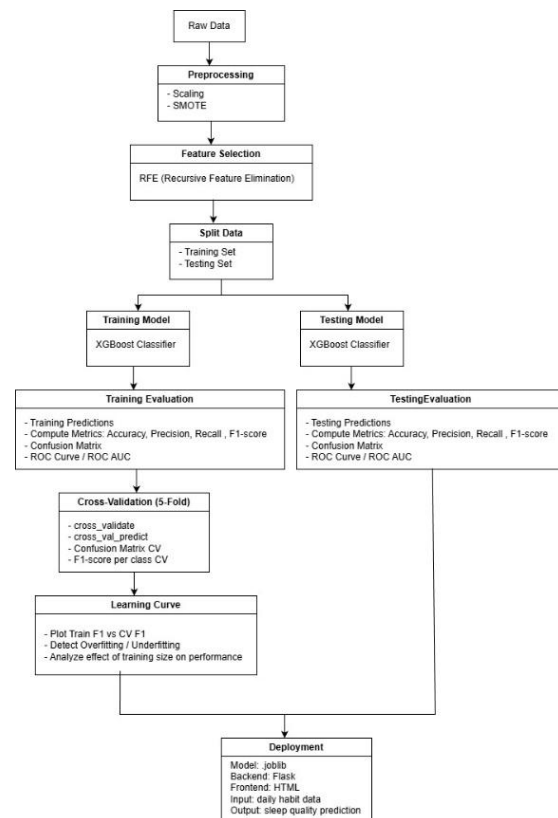 Raw Data
Preprocessing
- Scaling
- SMOTE
Feature Selection
RFE (Recursive Feature Elimination)
Split Data
- Training Set
- Testing Set
Training Model
XGBoost Classifier
Testing Model
XGBoost Classifier
Training Evaluation
- Training Predictions
- Compute Metrics: Accuracy, Precision, Recall , F1-score
- Confusion Matrix
- ROC Curve / ROC AUC
TestingEvaluation
- Testing Predictions
- Compute Metrics: Accuracy, Precision, Recall , F1-score
- Confusion Matrix
- ROC Curve / ROC AUC
Cross-Validation (5-Fold)
- cross_validate
- cross_val_predict
- Confusion Matrix CV
- F1-score per class CV
Learning Curve
- Plot Train F1 vs CV F1
- Detect Overfitting / Underfitting
- Analyze effect of training size on performance
Deployment
Model: .joblib
Backend: Flask
Frontend: HTML
Input: daily habit data
Output: sleep quality prediction